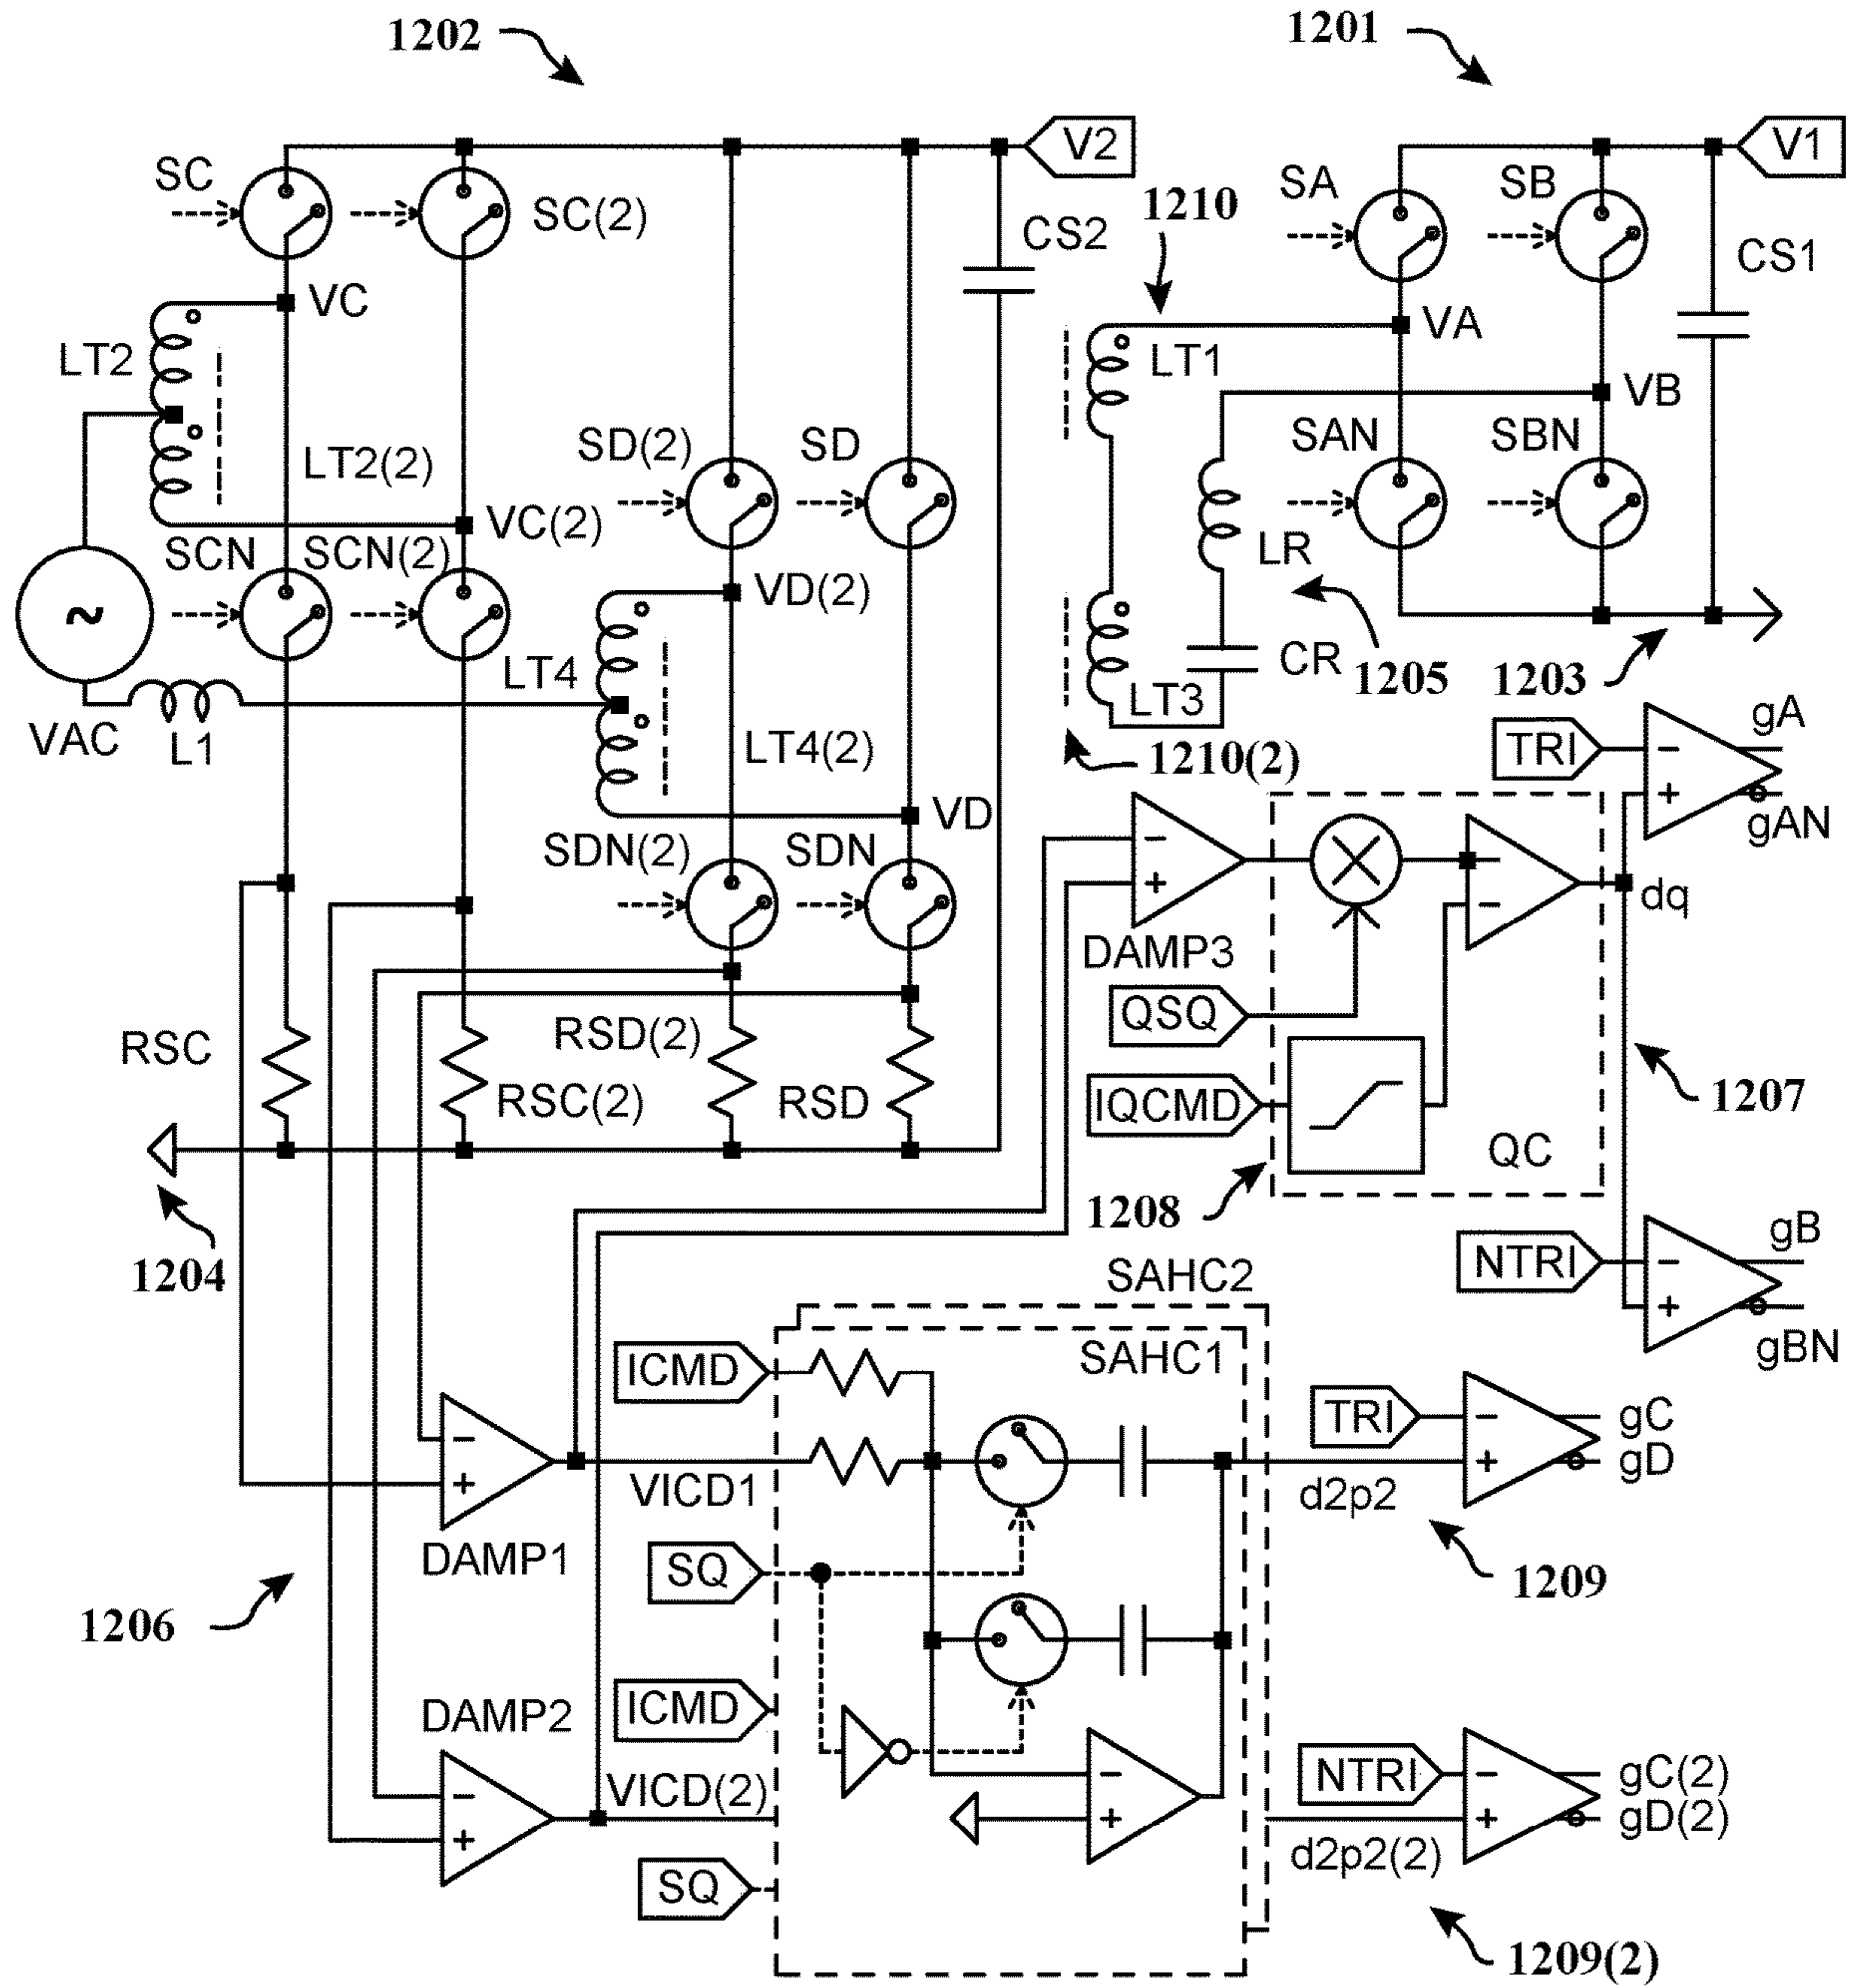 1202
1201
V2
V1
SC
SC(2)
1210
SA
SB
CS2
CS1
VC
LT2
LT1
VA
VB
LT2(2)
SD(2)
SD
SAN
SBN
VC(2)
SCN
SCN(2)
LR
VD(2)
~
LT4
CR
1205
1203
LT3
VAC
L1
LT4(2)
1210(2)
TRI
gA
−
+
gAN
VD
SDN(2)
SDN
−
+
−
dq
DAMP3
QSQ
RSC
RSD(2)
RSC(2)
RSD
IQCMD
1207
QC
1208
1204
NTRI
gB
−
+
gBN
SAHC2
SAHC1
ICMD
TRI
gC
−
+
gD
−
+
VICD1
d2p2
DAMP1
SQ
1209
1206
ICMD
DAMP2
NTRI
gC(2)
−
+
gD(2)
−
+
−
+
VICD(2)
d2p2(2)
SQ
1209(2)